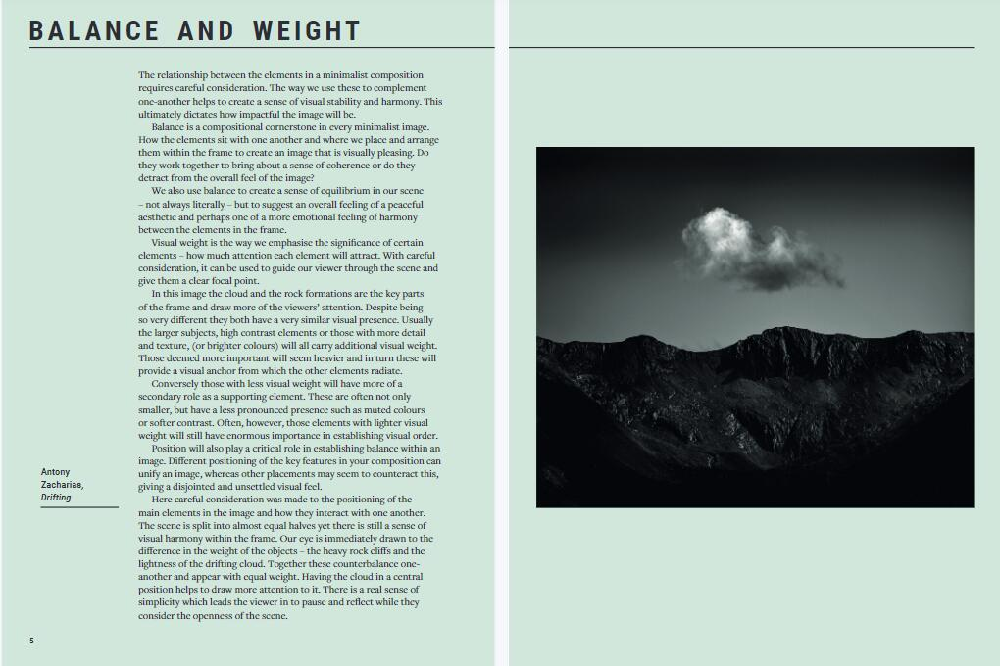 BALANCE AND WEIGHT
The relationship between the elements in a minimalist composition
requires careful consideration. The way we use these to complement
one-another helps to create a sense of visual stability and harmony. This
ultimately dictates how impactful the image will be.
Balance is a compositional cornerstone in every minimalist image.
How the elements sit with one another and where we place and arrange
them within the frame to create an image that is visually pleasing. Do
they work together to bring about a sense of coherence or do they
detract from the overall feel of the image?
We also use balance to create a sense of equilibrium in our scene
– not always literally – but to suggest an overall feeling of a peaceful
aesthetic and perhaps one of a more emotional feeling of harmony
between the elements in the frame.
Visual weight is the way we emphasise the significance of certain
elements – how much attention each element will attract. With careful
consideration, it can be used to guide our viewer through the scene and
give them a clear focal point.
In this image the cloud and the rock formations are the key parts
of the frame and draw more of the viewers’ attention. Despite being
so very different they both have a very similar visual presence. Usually
the larger subjects, high contrast elements or those with more detail
and texture, (or brighter colours) will all carry additional visual weight.
Those deemed more important will seem heavier and in turn these will
provide a visual anchor from which the other elements radiate.
Conversely those with less visual weight will have more of a
secondary role as a supporting element. These are often not only
smaller, but have a less pronounced presence such as muted colours
or softer contrast. Often, however, those elements with lighter visual
weight will still have enormous importance in establishing visual order.
Position will also play a critical role in establishing balance within an
image. Different positioning of the key features in your composition can
unify an image, whereas other placements may seem to counteract this,
giving a disjointed and unsettled visual feel.
Here careful consideration was made to the positioning of the
main elements in the image and how they interact with one another.
The scene is split into almost equal halves yet there is still a sense of
visual harmony within the frame. Our eye is immediately drawn to the
difference in the weight of the objects – the heavy rock cliffs and the
lightness of the drifting cloud. Together these counterbalance one-
another and appear with equal weight. Having the cloud in a central
position helps to draw more attention to it. There is a real sense of
simplicity which leads the viewer in to pause and reflect while they
consider the openness of the scene.
Antony
Zacharias,
Drifting
5